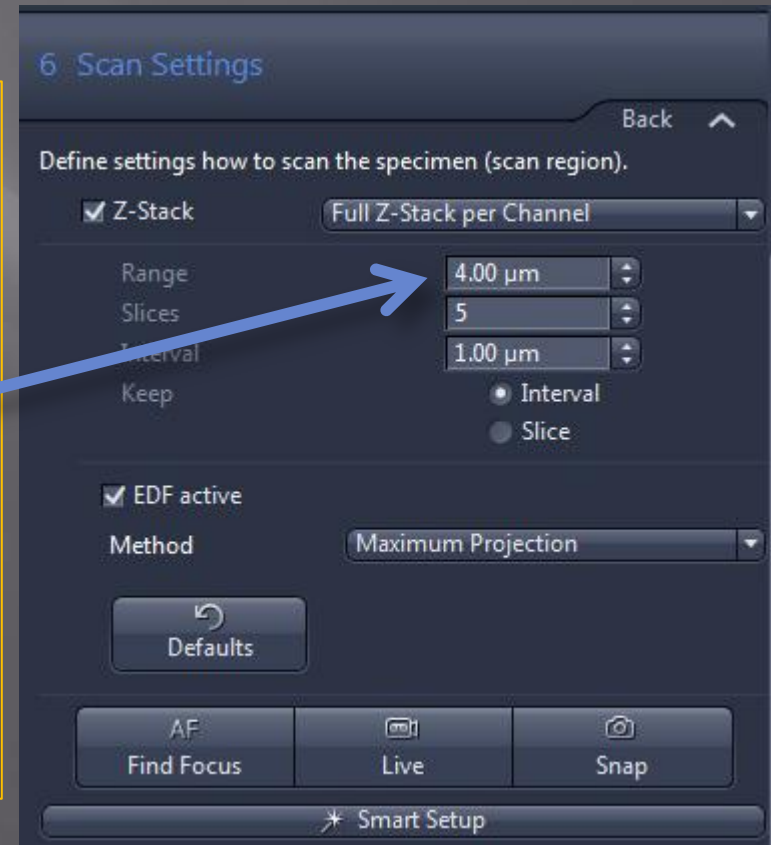 6 Scan Settings
Back
Define settings how to scan the specimen (scan region).
Z-Stack Full Z-Stack per Channel
Range 4.00 µm
Slices 5
Interval 1.00 µm
Keep Interval
Slice
EDF active
Method Maximum Projection
Defaults
AF
Find Focus Live Snap
Smart Setup